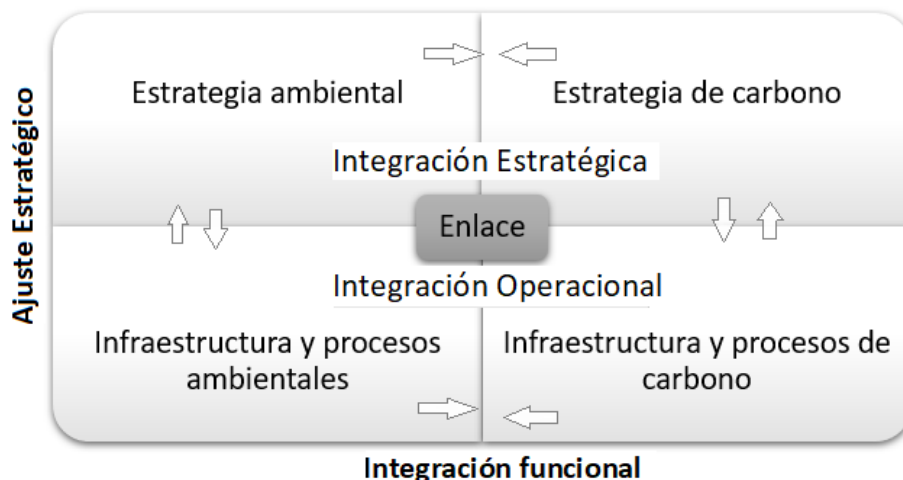 Ajuste Estratégico
Estrategia ambiental
Estrategia de carbono
Integración Estratégica
Enlace
Integración Operacional
Infraestructura y procesos
ambientales
Infraestructura y procesos de
carbono
Integración funcional